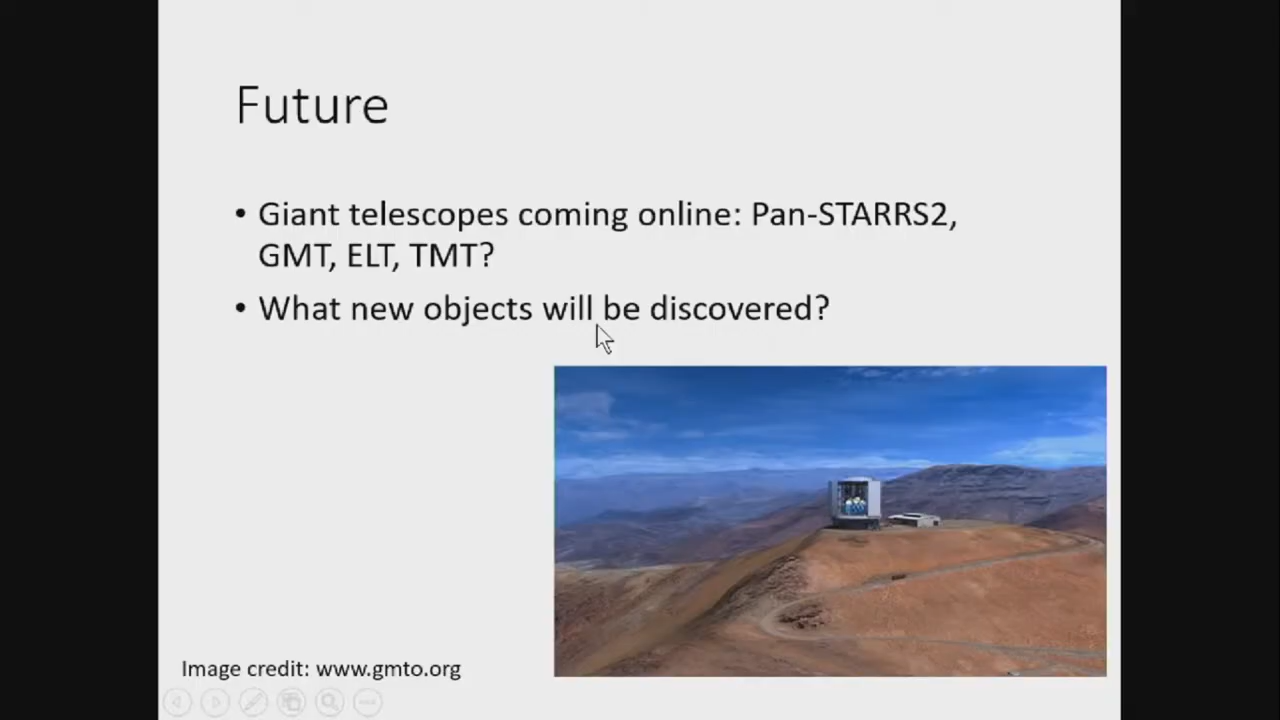 Future
• Giant telescopes coming online: Pan-STARRS2,
GMT, ELT, TMT?
• What new objects will be discovered?
Image credit: www.gmto.org